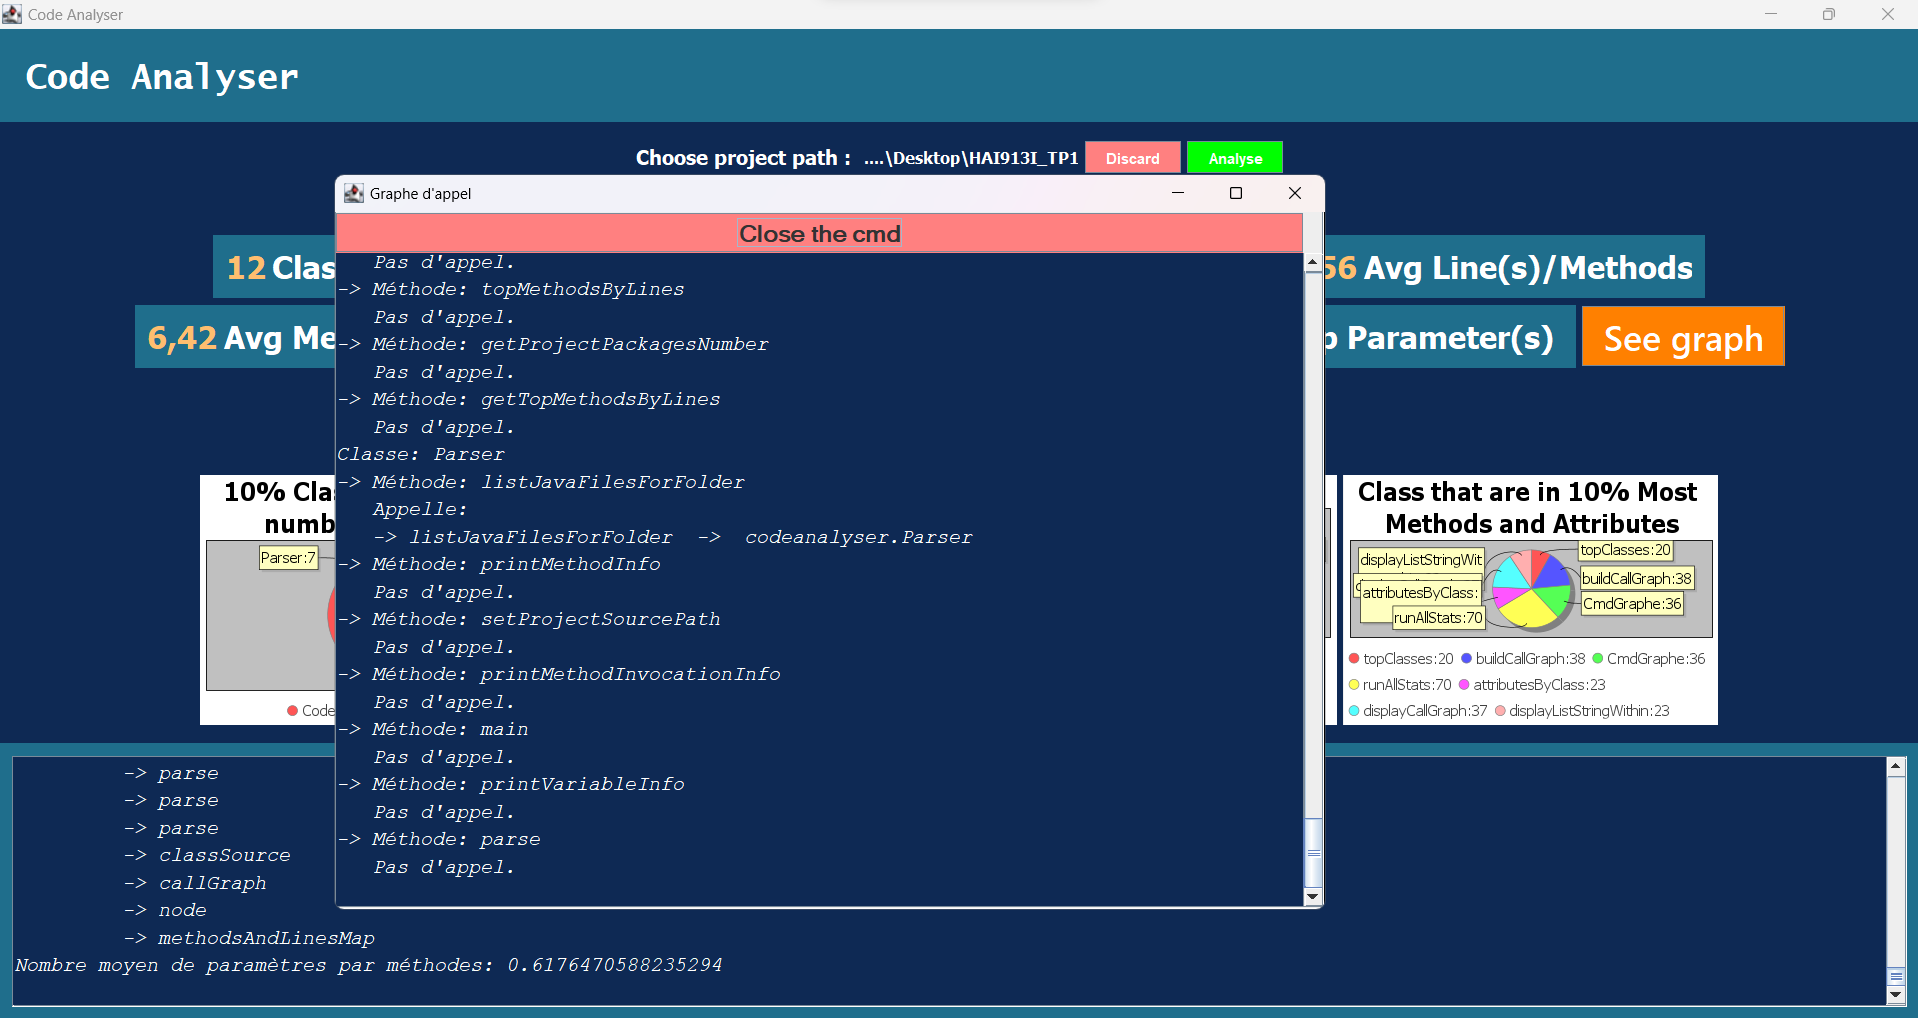 Code Analyser
Code Analyser
Choose project path : ....\Desktop\HAI913I_TP1 Discard Analyse
Graphe d'appel
Close the cmd
12 Clas
56 Avg Line(s)/Methods
6,42 Avg Me
Parameter(s)
See graph
Pas d'appel.
-> Méthode: topMethodsByLines
Pas d'appel.
-> Méthode: getProjectPackagesNumber
Pas d'appel.
-> Méthode: getTopMethodsByLines
Pas d'appel.
Classe: Parser
-> Méthode: listJavaFilesForFolder
Appelle:
-> listJavaFilesForFolder -> codeanalyser.Parser
-> Méthode: printMethodInfo
Pas d'appel.
-> Méthode: setProjectSourcePath
Pas d'appel.
-> Méthode: printMethodInvocationInfo
Pas d'appel.
-> Méthode: main
Pas d'appel.
-> Méthode: printVariableInfo
Pas d'appel.
-> Méthode: parse
Pas d'appel.
10% Cla
numb
Parser:7
Code
Class that are in 10% Most
Methods and Attributes
displayListStringWit
attributesByClass:
runAllStats:70
topClasses:20
buildCallGraph:38
CmdGraphe:36
topClasses:20 buildCallGraph:38 CmdGraphe:36
runAllStats:70 attributesByClass:23
displayCallGraph:37 displayListStringWithin:23
-> parse
-> parse
-> parse
-> classSource
-> callGraph
-> node
-> methodsAndLinesMap
Nombre moyen de paramètres par méthodes: 0.6176470588235294